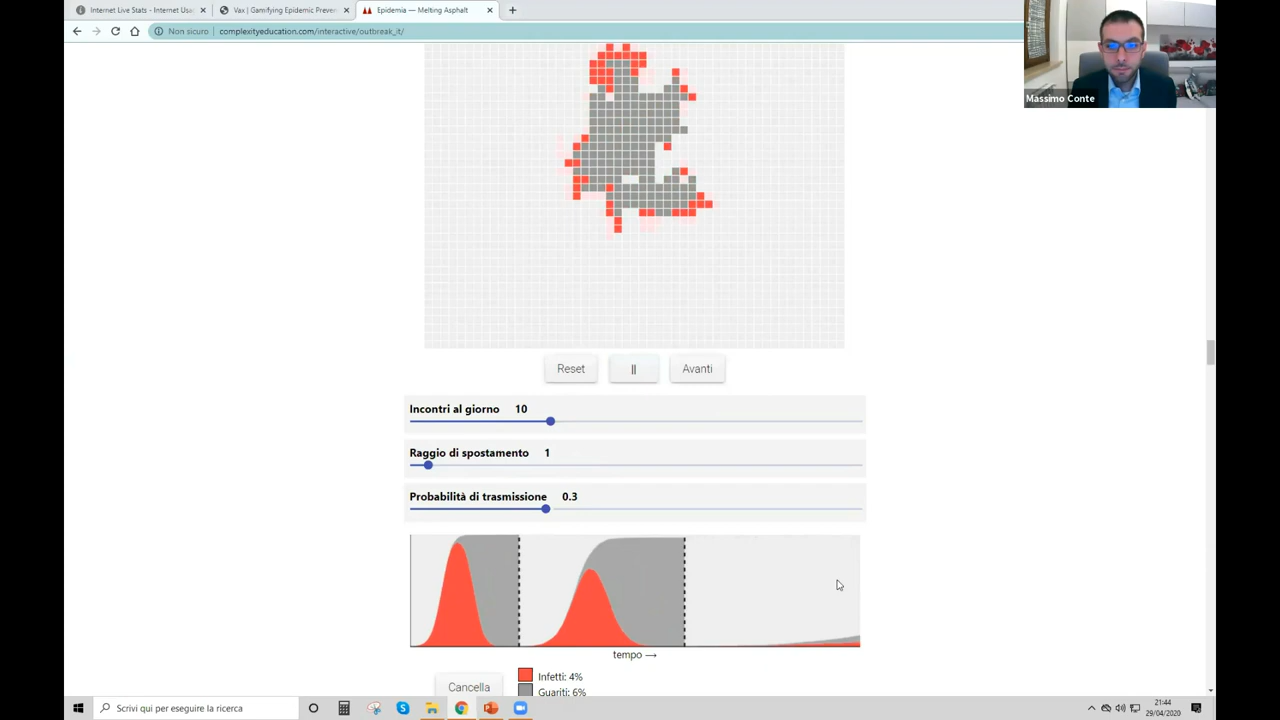 Internet Live Stats - Internet Usa
Vax | Gamifying Epidemic Preven
Epidemia — Melting Asphalt
Non sicuro
complexityeducation.com/interactive/outbreak_it/
Massimo Conte
Reset
Avanti
Incontri al giorno 10
Raggio di spostamento 1
Probabilità di trasmissione 0.3
tempo →
Cancella
Infetti: 4%
Guariti: 6%
Scrivi qui per eseguire la ricerca
21:44
29/04/2020